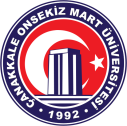 ÇANAKKALE ONSEKİZ MART ÜNİVERSİTESİ
• 1992 •